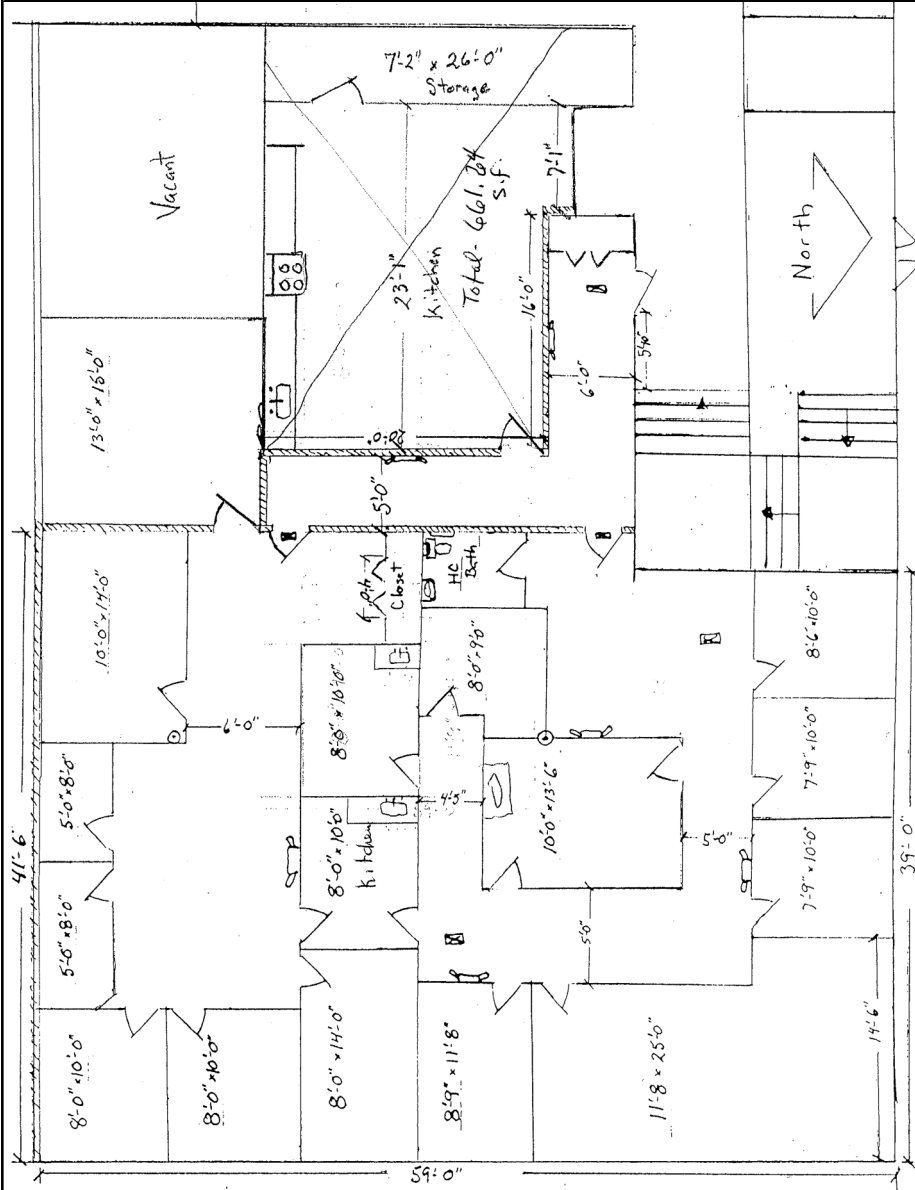 7'-2" x 26'-0"
Storage
Vacant
23'-1"
Kitchen
Total - 661.24
S.f.
7'-1"
North
16'-0"
6'-0"
13'-0" x 15'-0"
20'-0"
5'-0"
10'-0" x 14'-0"
Closet
HC
Bath
8'-0" x 9'-0"
8'-6" x 10'-0"
6'-0"
8'-0" x 10'-0"
5'-0" x 8'-0"
4'-5"
10'-0" x 13'-6"
7'-9" x 10'-0"
5'-0"
41'-6"
8'-0" x 10'-0"
Kitchen
7'-9" x 10'-0"
39'-0"
5'-0" x 8'-0"
5'-0"
14'-6"
8'-0" x 10'-0"
8'-0" x 10'-0"
8'-0" x 14'-0"
8'-9" x 11'-8"
11'-8 x 25'-0"
59'-0"